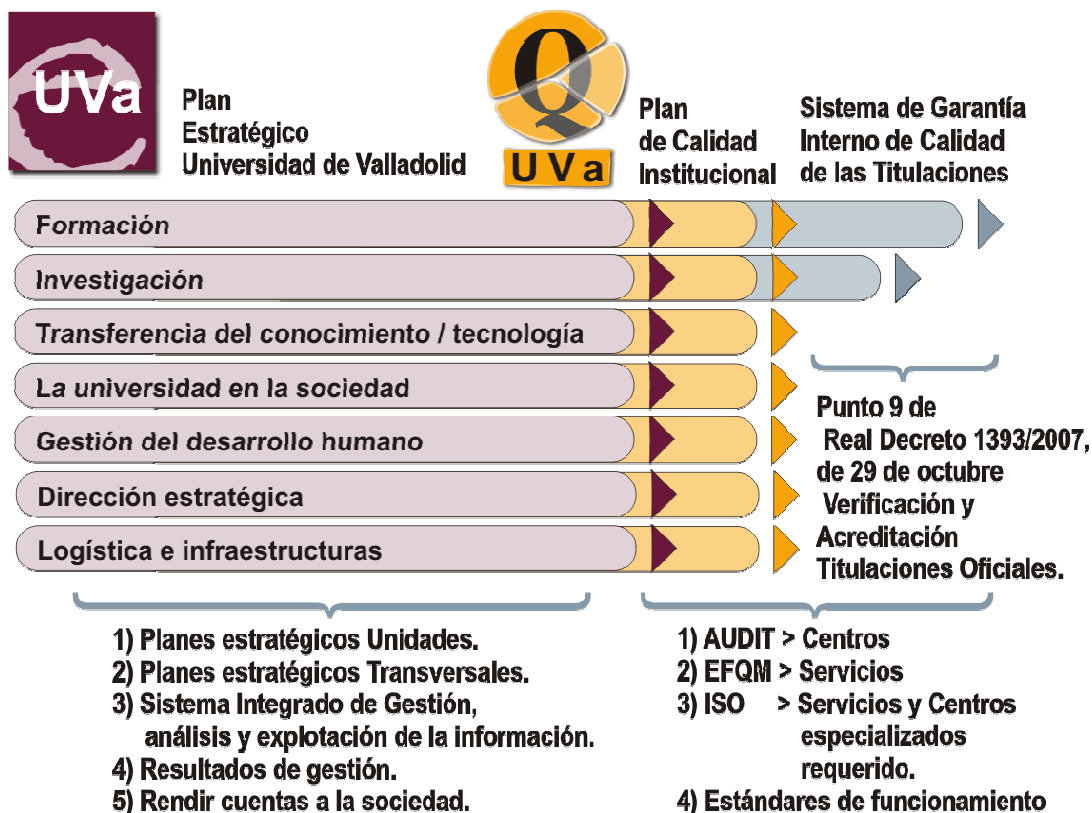 UVa
Plan
Estratégico
Universidad de Valladolid
Q
UVa
Plan
de Calidad
Institucional
Sistema de Garantía
Interno de Calidad
de las Titulaciones
Formación
Investigación
Transferencia del conocimiento / tecnología
La universidad en la sociedad
Gestión del desarrollo humano
Dirección estratégica
Logística e infraestructuras
Punto 9 de
Real Decreto 1393/2007,
de 29 de octubre
Verificación y
Acreditación
Titulaciones Oficiales.
1) Planes estratégicos Unidades.
2) Planes estratégicos Transversales.
3) Sistema Integrado de Gestión,
análisis y explotación de la información.
4) Resultados de gestión.
5) Rendir cuentas a la sociedad.
1) AUDIT > Centros
2) EFQM > Servicios
3) ISO > Servicios y Centros
especializados
requerido.
4) Estándares de funcionamiento